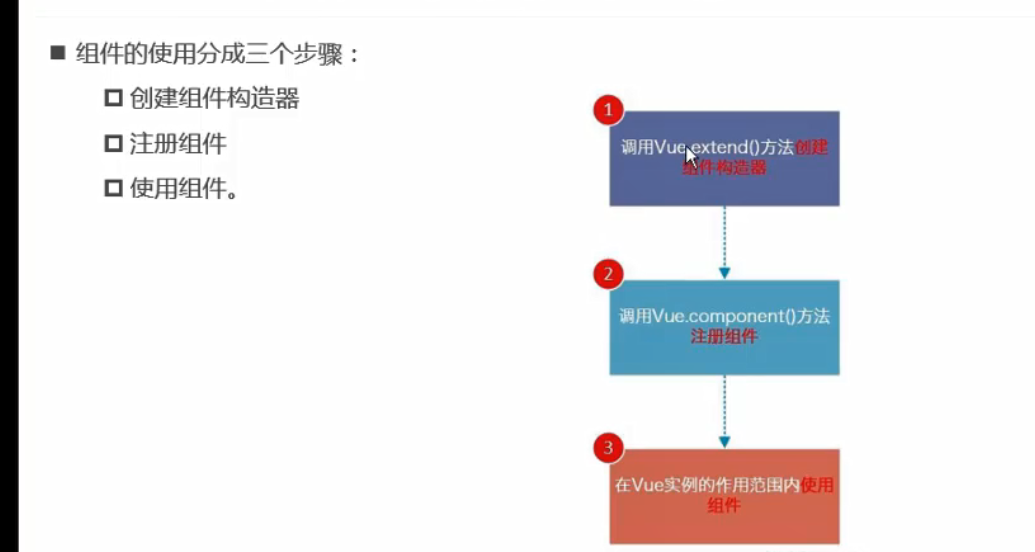 组件的使用分成三个步骤：
创建组件构造器
注册组件
使用组件。
1
调用Vue.extend()方法创建
组件构造器
2
调用Vue.component()方法
注册组件
3
在Vue实例的作用范围内使用
组件